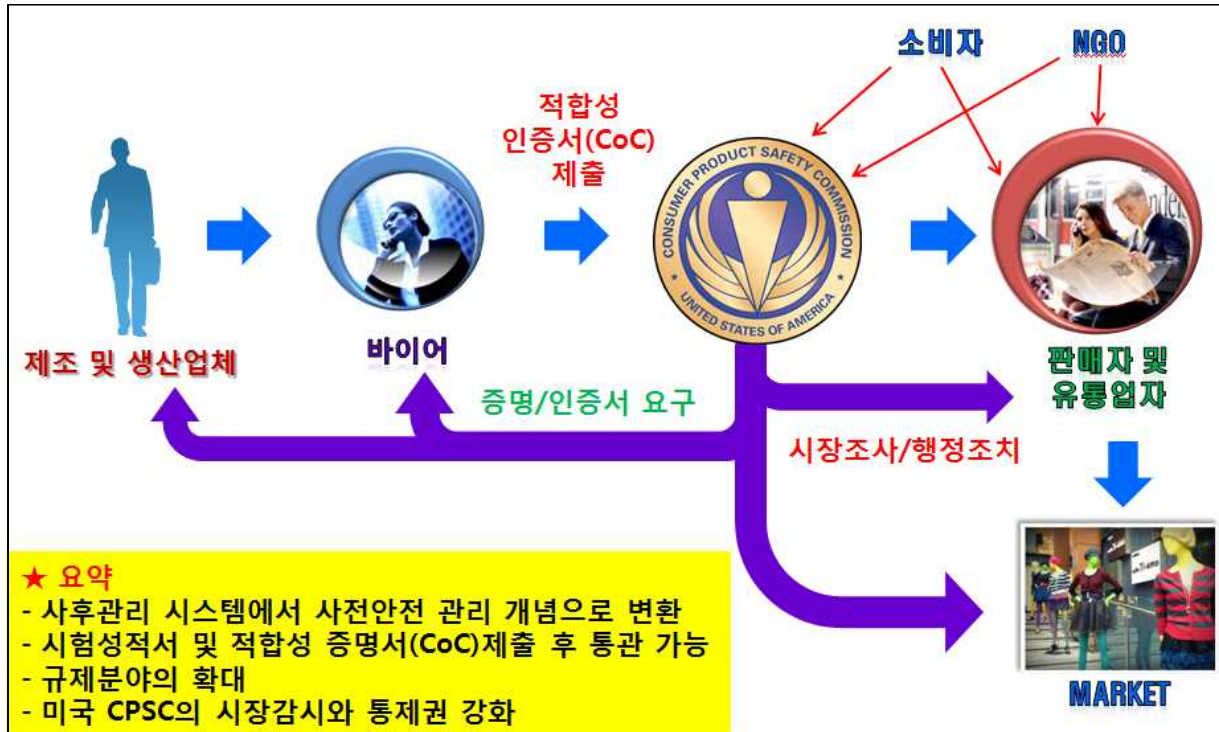 소비자
NGO
적합성
인증서(CoC)
제출
CONSUMER PRODUCT SAFETY COMMISSION
UNITED STATES OF AMERICA
제조 및 생산업체
바이어
판매자 및
유통업자
증명/인증서 요구
시장조사/행정조치
MARKET
★ 요약
- 사후관리 시스템에서 사전안전 관리 개념으로 변환
- 시험성적서 및 적합성 증명서(CoC)제출 후 통관 가능
- 규제분야의 확대
- 미국 CPSC의 시장감시와 통제권 강화